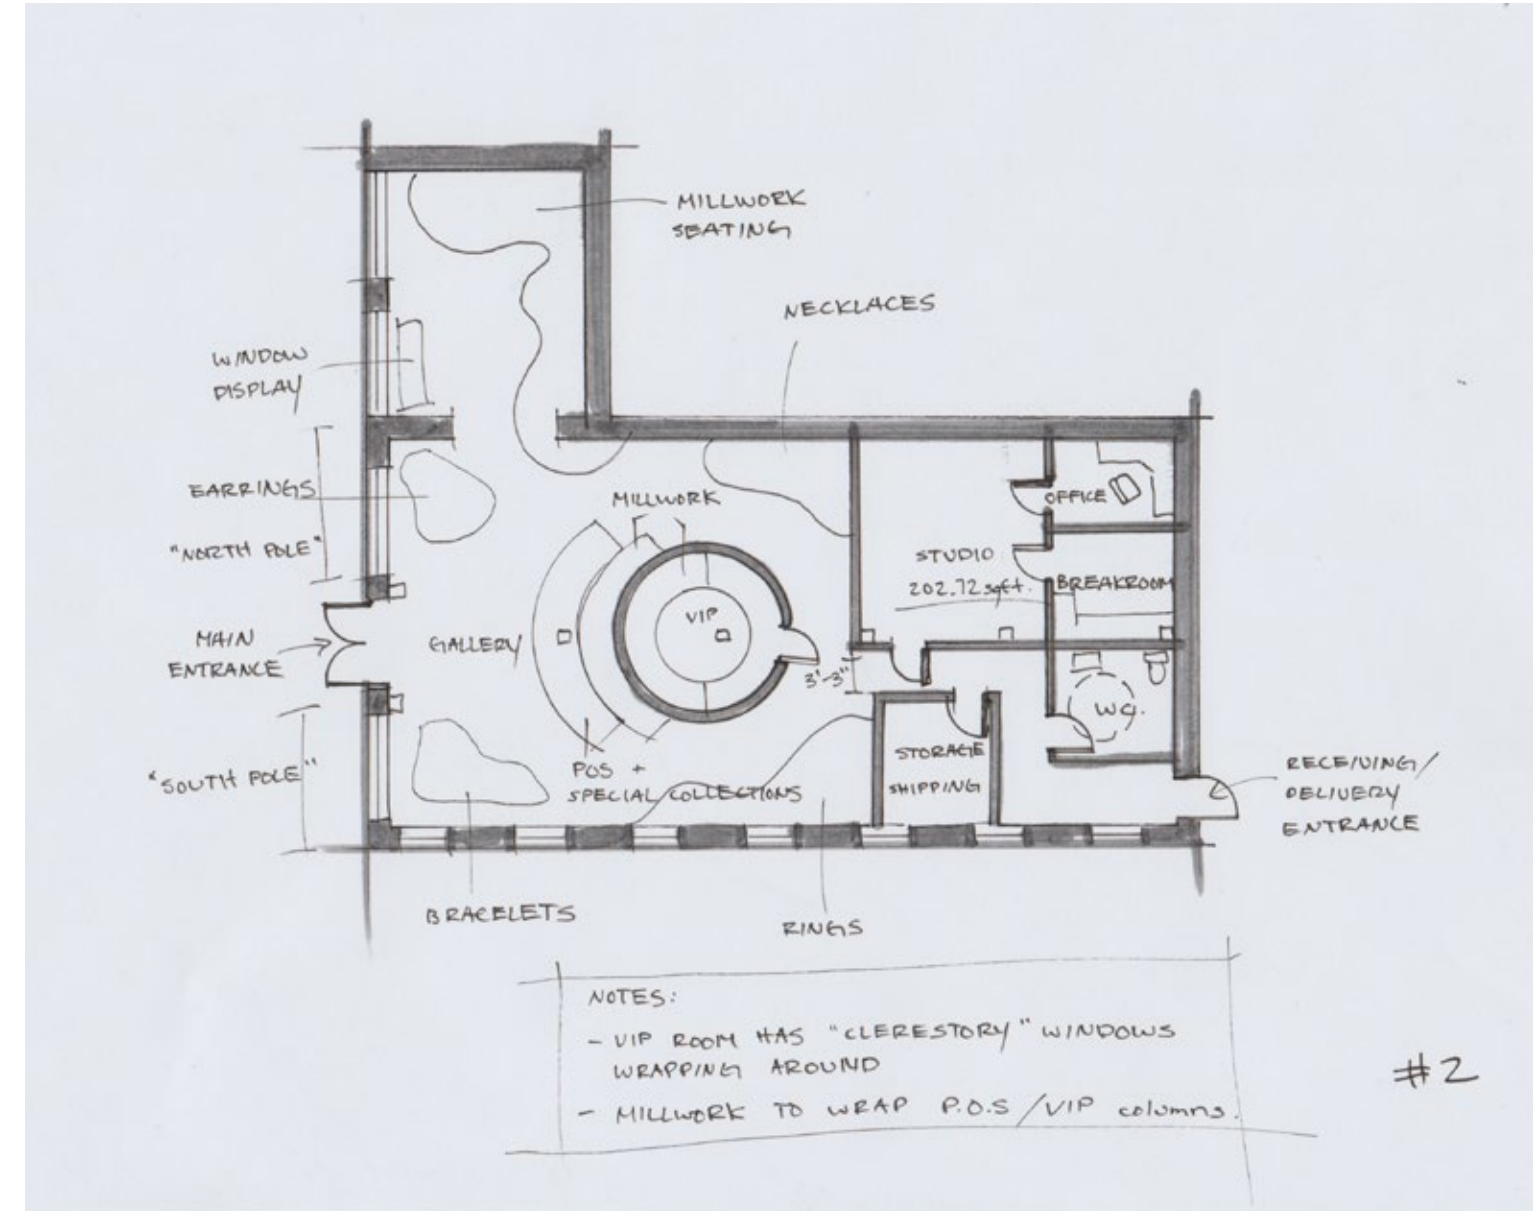 MILLWORK
SEATING
NECKLACES
WINDOW
DISPLAY
EARRINGS
"NORTH POLE"
MILLWORK
OFFICE
STUDIO
202.72 sqft.
BREAKROOM
VIP
GALLERY
MAIN
ENTRANCE
3'-3"
W.C.
STORAGE
SHIPPING
"SOUTH POLE"
POS +
SPECIAL COLLECTIONS
RECEIVING/
DELIVERY
ENTRANCE
BRACELETS
RINGS
NOTES:
- VIP ROOM HAS "CLERESTORY" WINDOWS
WRAPPING AROUND
- MILLWORK TO WRAP P.O.S/VIP columns.
#2